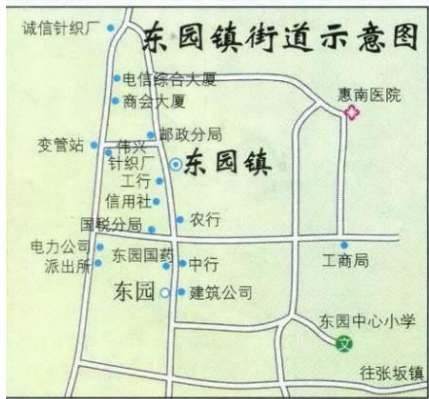 诚信针织厂
东园镇街道示意图
电信综合大厦
惠南医院
商会大厦
变管站
伟兴
针织厂
邮政分局
东园镇
工行
信用社
国税分局
农行
电力公司
派出所
东园国药
中行
工商局
东园
建筑公司
东园中心小学
文
往张坂镇